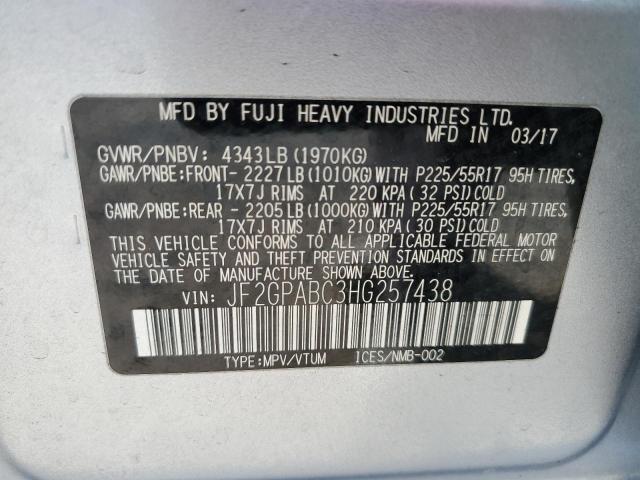 MFD BY FUJI HEAVY INDUSTRIES LTD.
MFD IN 03/17
GVWR/PNBV: 4343LB(1970KG)
GAWR/PNBE:FRONT- 2227LB(1010KG)WITH P225/55R17 95H TIRES,
17X7J RIMS AT 220 KPA(32 PSI)COLD
GAWR/PNBE:REAR - 2205LB(1000KG)WITH P225/55R17 95H TIRES,
17X7J RIMS AT 210 KPA(30 PSI)COLD
THIS VEHICLE CONFORMS TO ALL APPLICABLE FEDERAL MOTOR
VEHICLE SAFETY AND THEFT PREVENTION STANDARDS IN EFFECT ON
THE DATE OF MANUFACTURE SHOWN ABOVE.
VIN: JF2GPABC3HG257438
TYPE:MPV/VTUM ICES/NMB-002